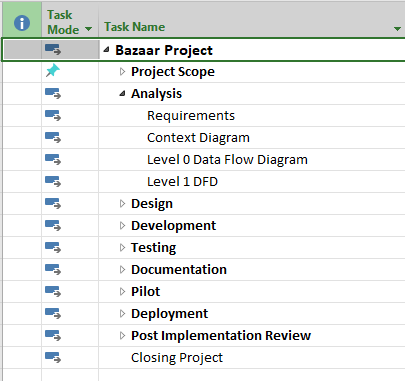 Task Mode Task Name
Bazaar Project
Project Scope
Analysis
Requirements
Context Diagram
Level 0 Data Flow Diagram
Level 1 DFD
Design
Development
Testing
Documentation
Pilot
Deployment
Post Implementation Review
Closing Project